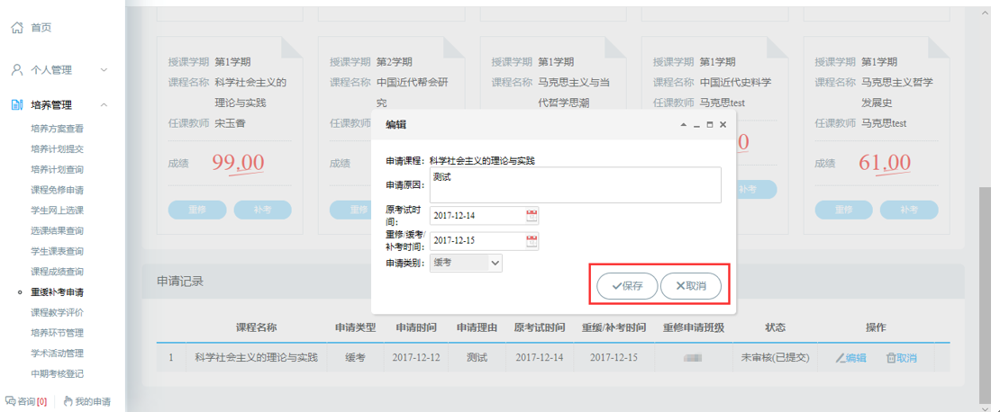 首页
个人管理
培养管理
培养方案查看
培养计划提交
培养计划查询
课程免修申请
学生网上选课
选课结果查询
学生课表查询
课程成绩查询
重缓补考申请
课程教学评价
培养环节管理
学术活动管理
中期考核登记
咨询[0] 我的申请
授课学期 第1学期
课程名称 科学社会主义的
理论与实践
任课教师 宋玉香
成绩 99.00
重修 补考
授课学期 第2学期
课程名称 中国近代帮会研
究
任课教师
成绩
重修
授课学期 第1学期
课程名称 马克思主义与当
代哲学思潮
授课学期 第1学期
课程名称 中国近代史料学
任课教师 马克思test
补考
授课学期 第1学期
课程名称 马克思主义哲学
发展史
任课教师 马克思test
成绩 61.00
重修 补考
编辑
申请课程: 科学社会主义的理论与实践
申请原因: 测试
原考试时
间: 2017-12-14
重修/缓考/
补考时间: 2017-12-15
申请类别: 缓考
保存 取消
申请记录
课程名称 申请类型 申请时间 申请理由 原考试时间 重缓/补考时间 重修申请班级 状态 操作
1 科学社会主义的理论与实践 缓考 2017-12-12 测试 2017-12-14 2017-12-15 未审核(已提交) 编辑 取消